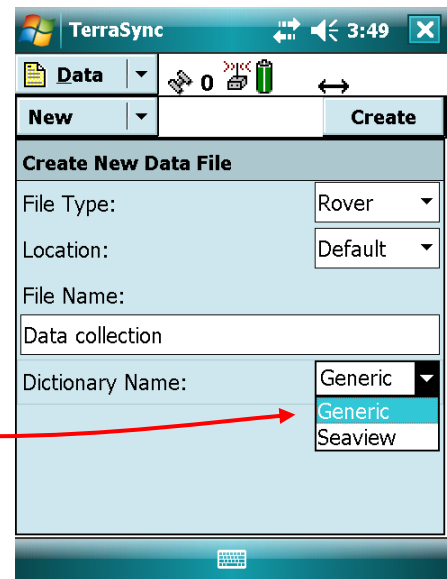 TerraSync 3:49
Data 0
New Create
Create New Data File
File Type: Rover
Location: Default
File Name:
Data collection
Dictionary Name: Generic
Generic
Seaview